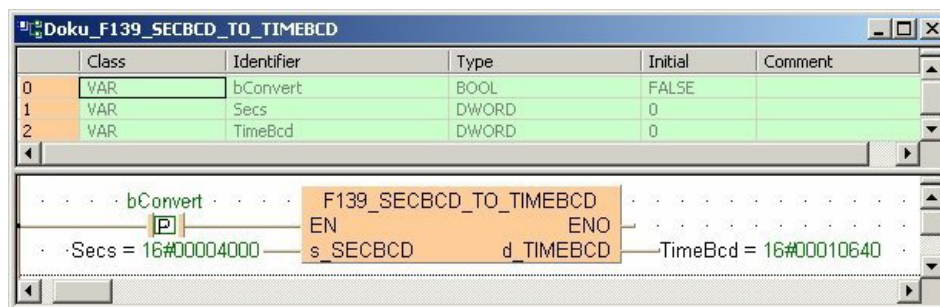 Doku_F139_SECBCD_TO_TIMEBCD
Class Identifier Type Initial Comment
0 VAR bConvert BOOL FALSE
1 VAR Secs DWORD 0
2 VAR TimeBcd DWORD 0
bConvert F139_SECBCD_TO_TIMEBCD
P EN ENO
Secs = 16#00004000 s_SECBCD d_TIMEBCD TimeBcd = 16#00010640